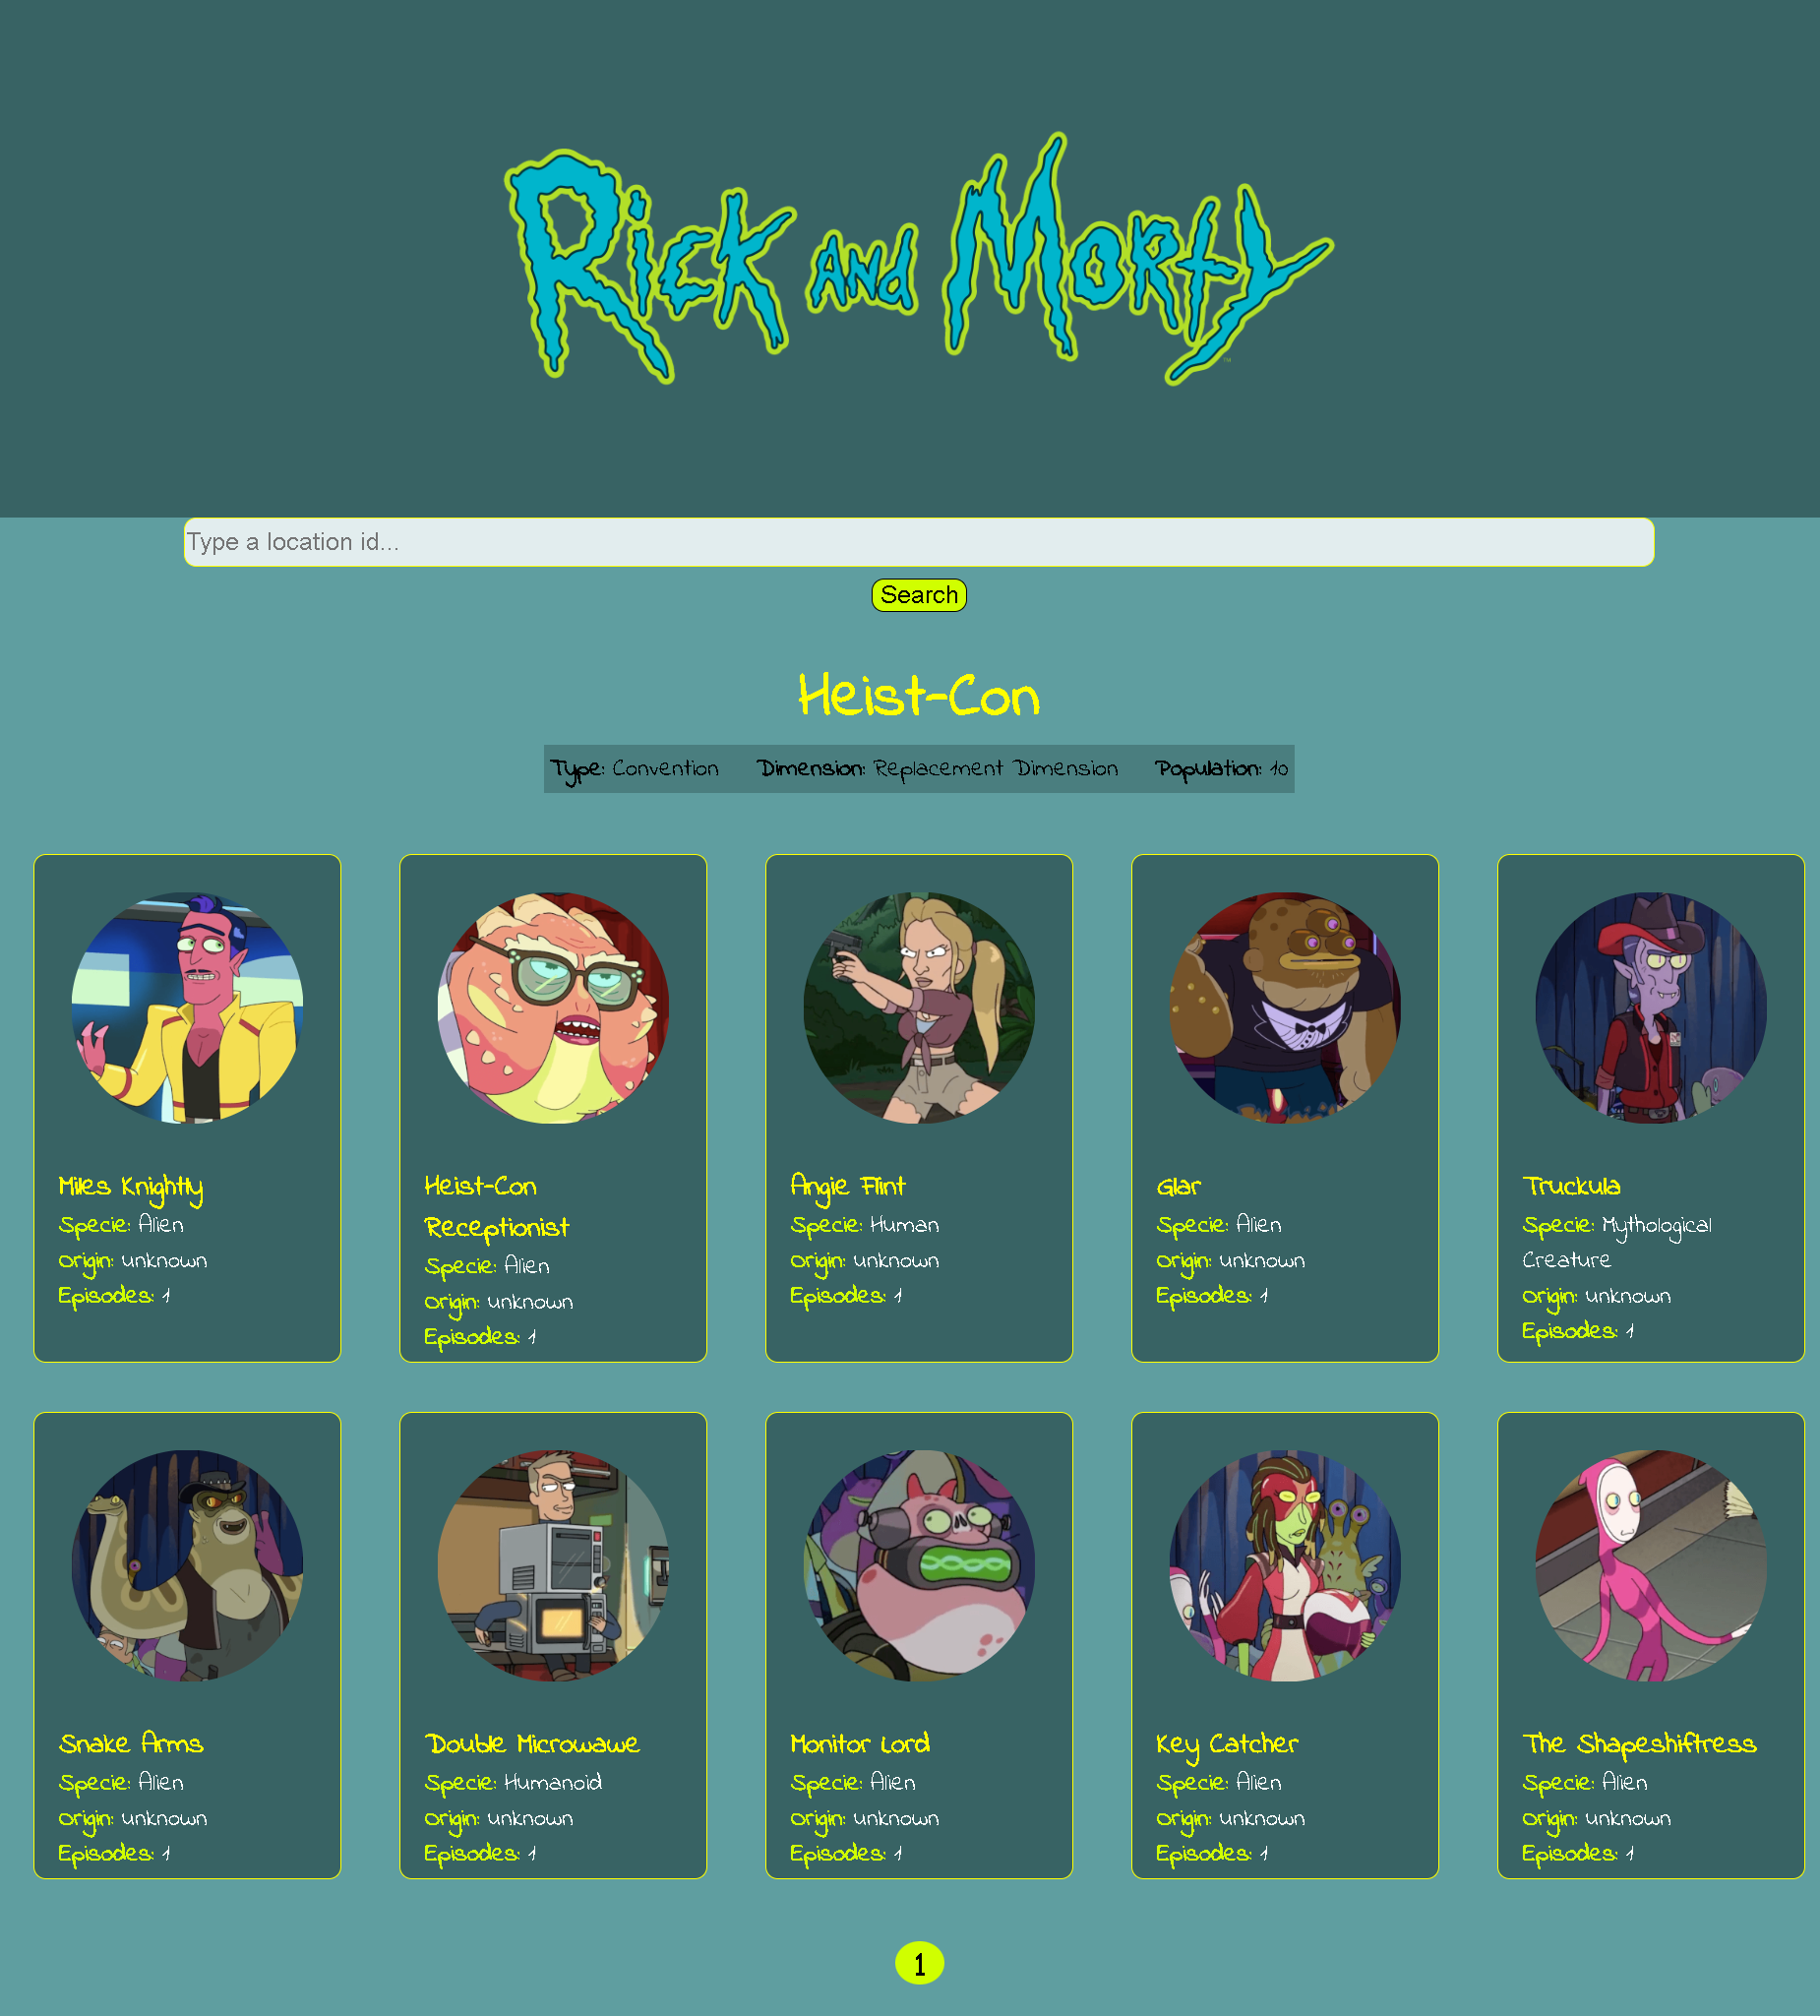 Rick and Morty
TM
Type a location id...
Search
Heist-Con
Type: Convention Dimension: Replacement Dimension Population: 10
Miles Knightly
Specie: Alien
Origin: unknown
Episodes: 1
Heist-Con
Receptionist
Specie: Alien
Origin: unknown
Episodes: 1
Angie Flint
Specie: Human
Origin: unknown
Episodes: 1
Glar
Specie: Alien
Origin: unknown
Episodes: 1
Truckula
Specie: Mythological
Creature
Origin: unknown
Episodes: 1
Snake Arms
Specie: Alien
Origin: unknown
Episodes: 1
Double Microwawe
Specie: Humanoid
Origin: unknown
Episodes: 1
Monitor Lord
Specie: Alien
Origin: unknown
Episodes: 1
Key Catcher
Specie: Alien
Origin: unknown
Episodes: 1
The Shapeshiftress
Specie: Alien
Origin: unknown
Episodes: 1
1